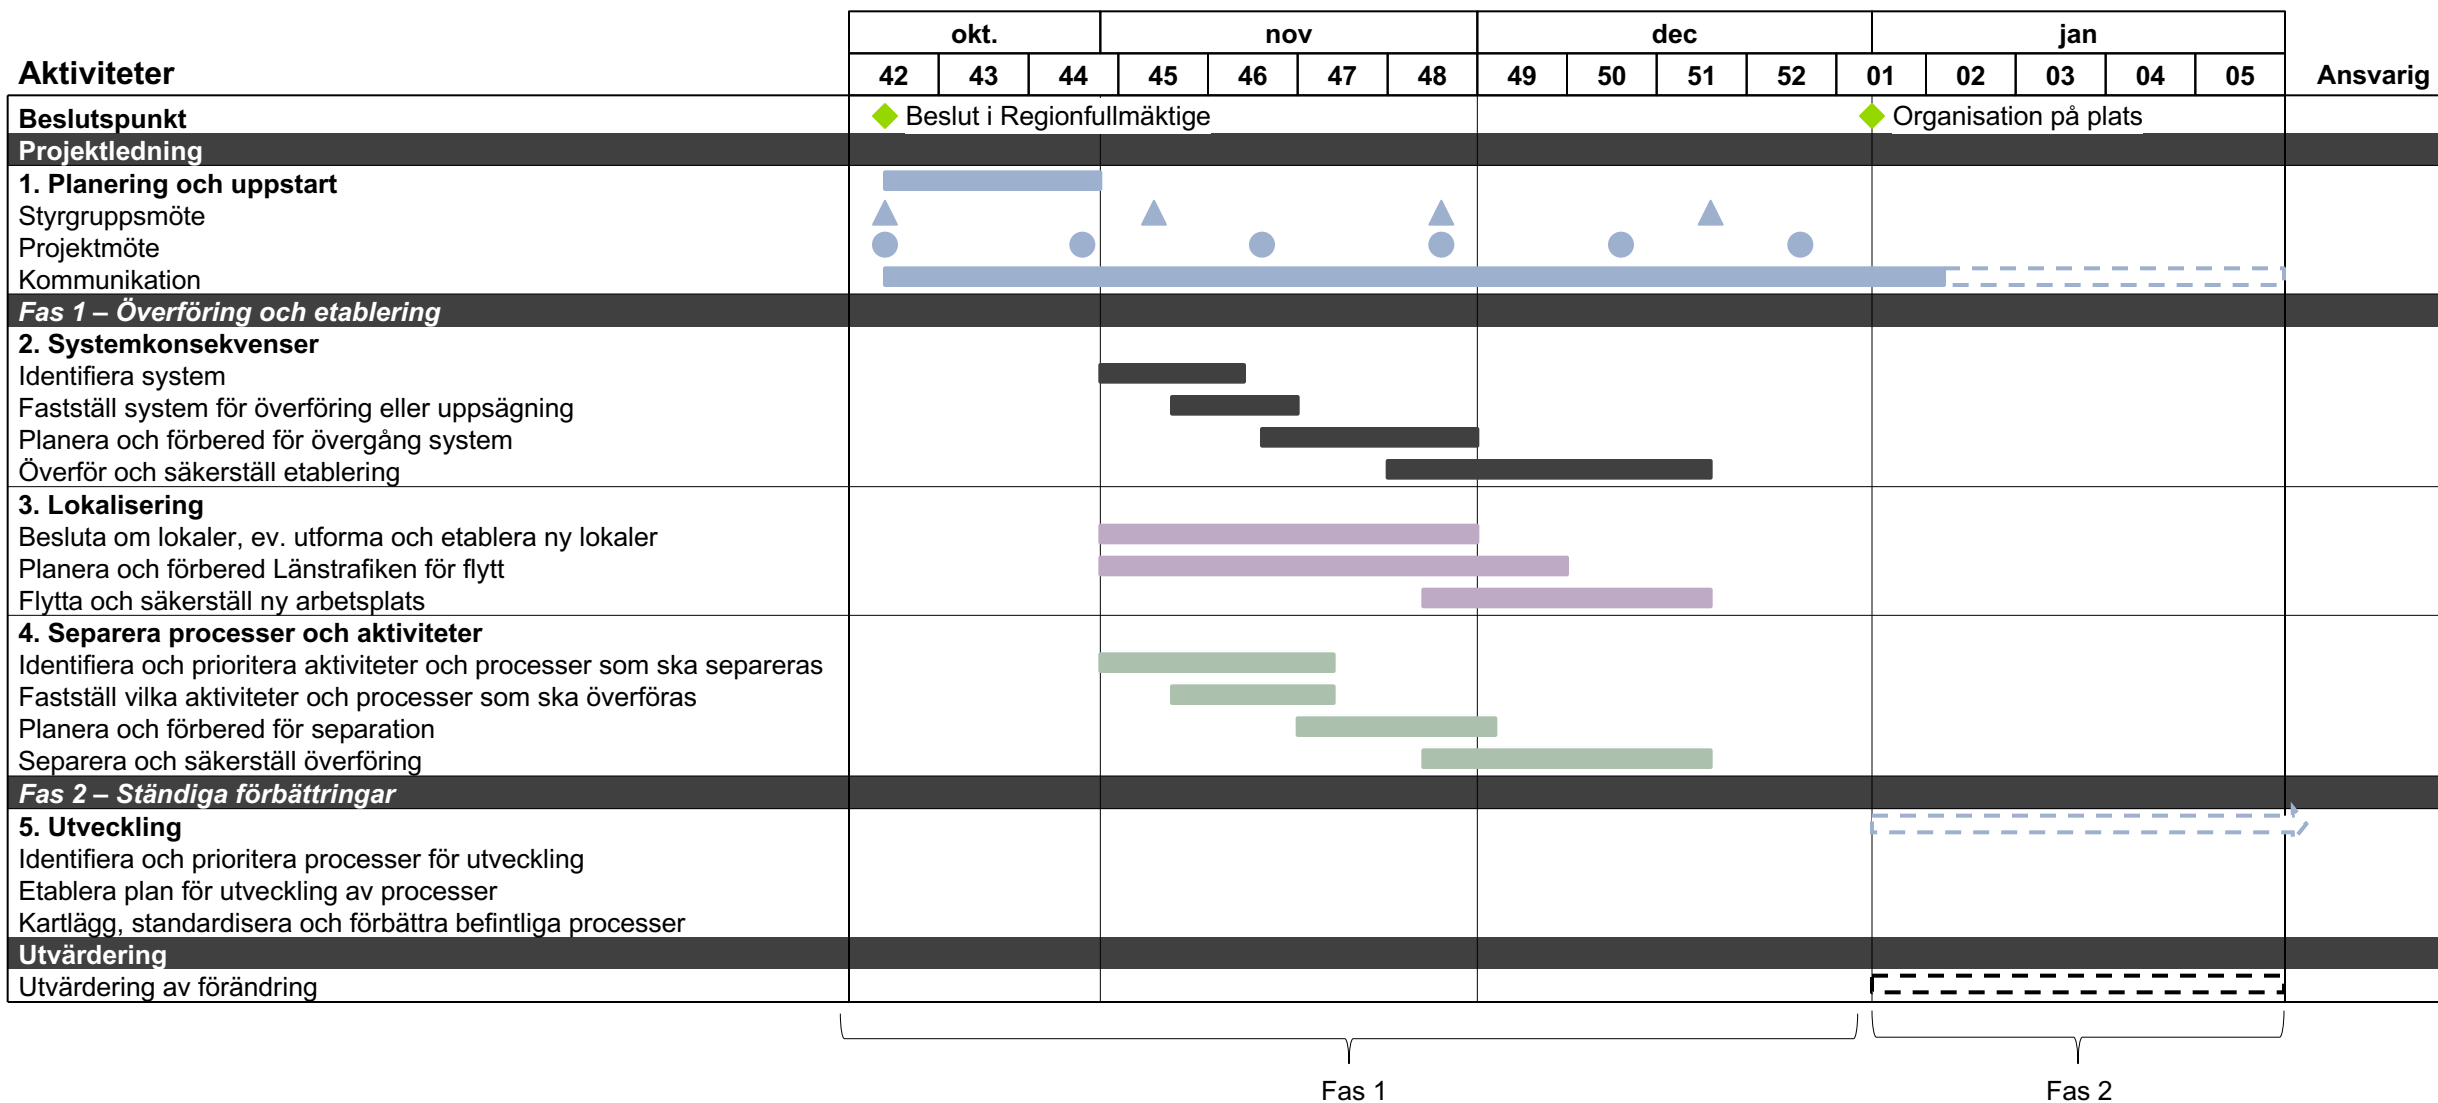 okt. nov dec jan
Aktiviteter 42 43 44 45 46 47 48 49 50 51 52 01 02 03 04 05 Ansvarig
Beslutspunkt Beslut i Regionfullmäktige Organisation på plats
Projektledning
1. Planering och uppstart
Styrgruppsmöte
Projektmöte
Kommunikation
Fas 1 – Överföring och etablering
2. Systemkonsekvenser
Identifiera system
Fastställ system för överföring eller uppsägning
Planera och förbered för övergång system
Överför och säkerställ etablering
3. Lokalisering
Besluta om lokaler, ev. utforma och etablera ny lokaler
Planera och förbered Länstrafiken för flytt
Flytta och säkerställ ny arbetsplats
4. Separera processer och aktiviteter
Identifiera och prioritera aktiviteter och processer som ska separeras
Fastställ vilka aktiviteter och processer som ska överföras
Planera och förbered för separation
Separera och säkerställ överföring
Fas 2 – Ständiga förbättringar
5. Utveckling
Identifiera och prioritera processer för utveckling
Etablera plan för utveckling av processer
Kartlägg, standardisera och förbättra befintliga processer
Utvärdering
Utvärdering av förändring
Fas 1 Fas 2